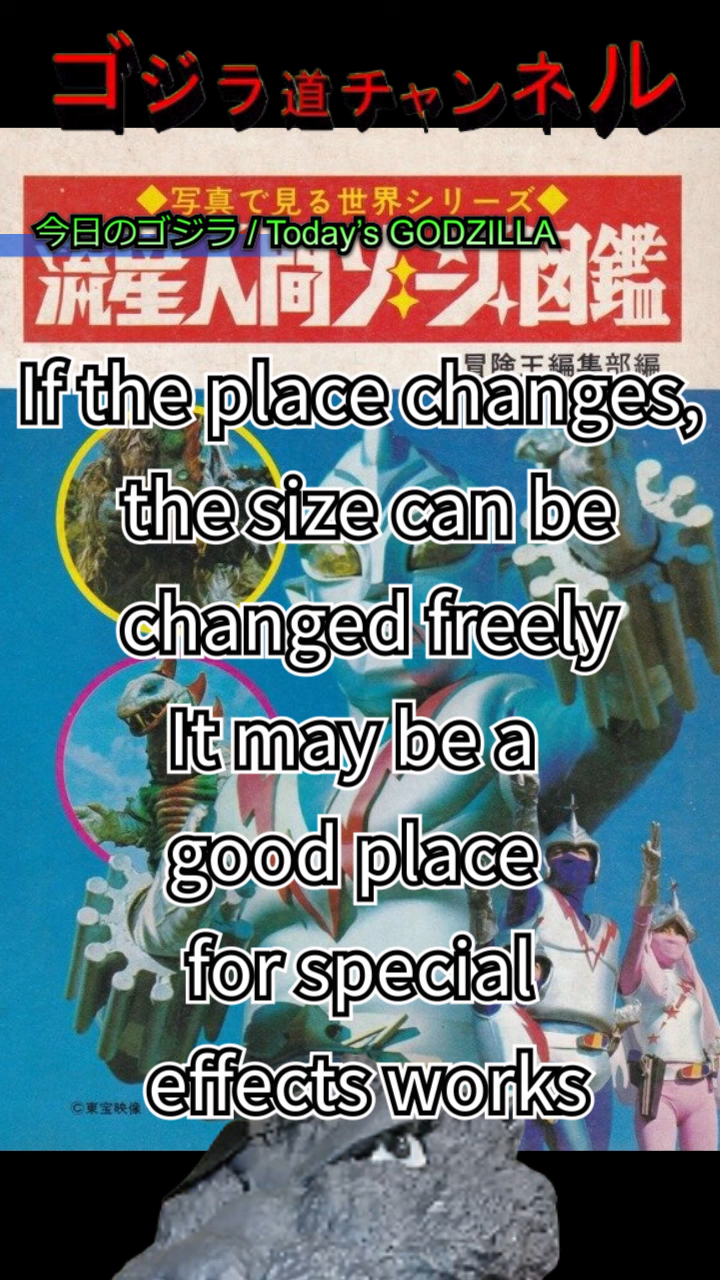 ゴジラ道チャンネル
◆写真で見る世界シリーズ◆
今日のゴジラ / Today's GODZILLA
流星人間ゾーン図鑑
冒険王編集部編
If the place changes,
the size can be
changed freely
It may be a
good place
for special
effects works
©東宝映像